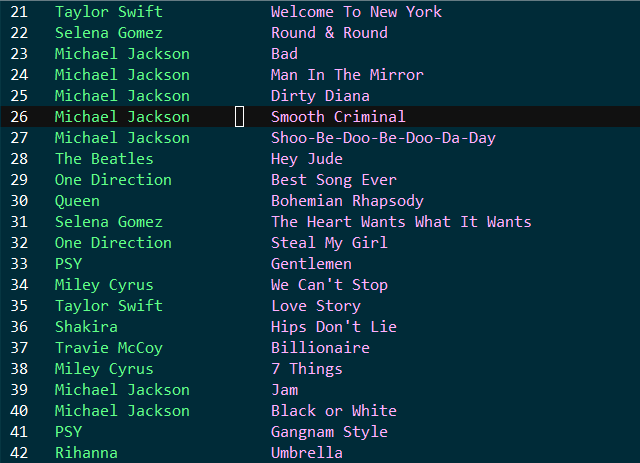 21 Taylor Swift Welcome To New York
22 Selena Gomez Round & Round
23 Michael Jackson Bad
24 Michael Jackson Man In The Mirror
25 Michael Jackson Dirty Diana
26 Michael Jackson Smooth Criminal
27 Michael Jackson Shoo-Be-Doo-Be-Doo-Da-Day
28 The Beatles Hey Jude
29 One Direction Best Song Ever
30 Queen Bohemian Rhapsody
31 Selena Gomez The Heart Wants What It Wants
32 One Direction Steal My Girl
33 PSY Gentlemen
34 Miley Cyrus We Can't Stop
35 Taylor Swift Love Story
36 Shakira Hips Don't Lie
37 Travie McCoy Billionaire
38 Miley Cyrus 7 Things
39 Michael Jackson Jam
40 Michael Jackson Black or White
41 PSY Gangnam Style
42 Rihanna Umbrella